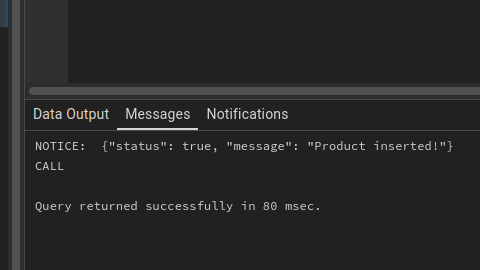 Data Output Messages Notifications
NOTICE:  {"status": true, "message": "Product inserted!"}
CALL
Query returned successfully in 80 msec.